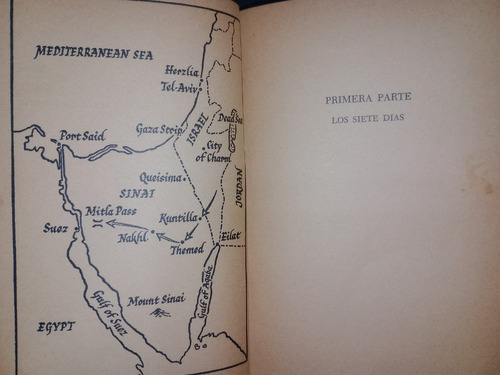 MEDITERRANEAN SEA
Herzlia
Tel-Aviv
Port Said
Gaza Strip
ISRAEL
Dead Sea
City
of Charm
Queisima
SINAI
JORDAN
Mitla Pass
Kuntilla
Suez
Nakhl
Themed
Eilat
Gulf of Suez
Mount Sinai
Gulf of Aqaba
EGYPT
PRIMERA PARTE
LOS SIETE DÍAS